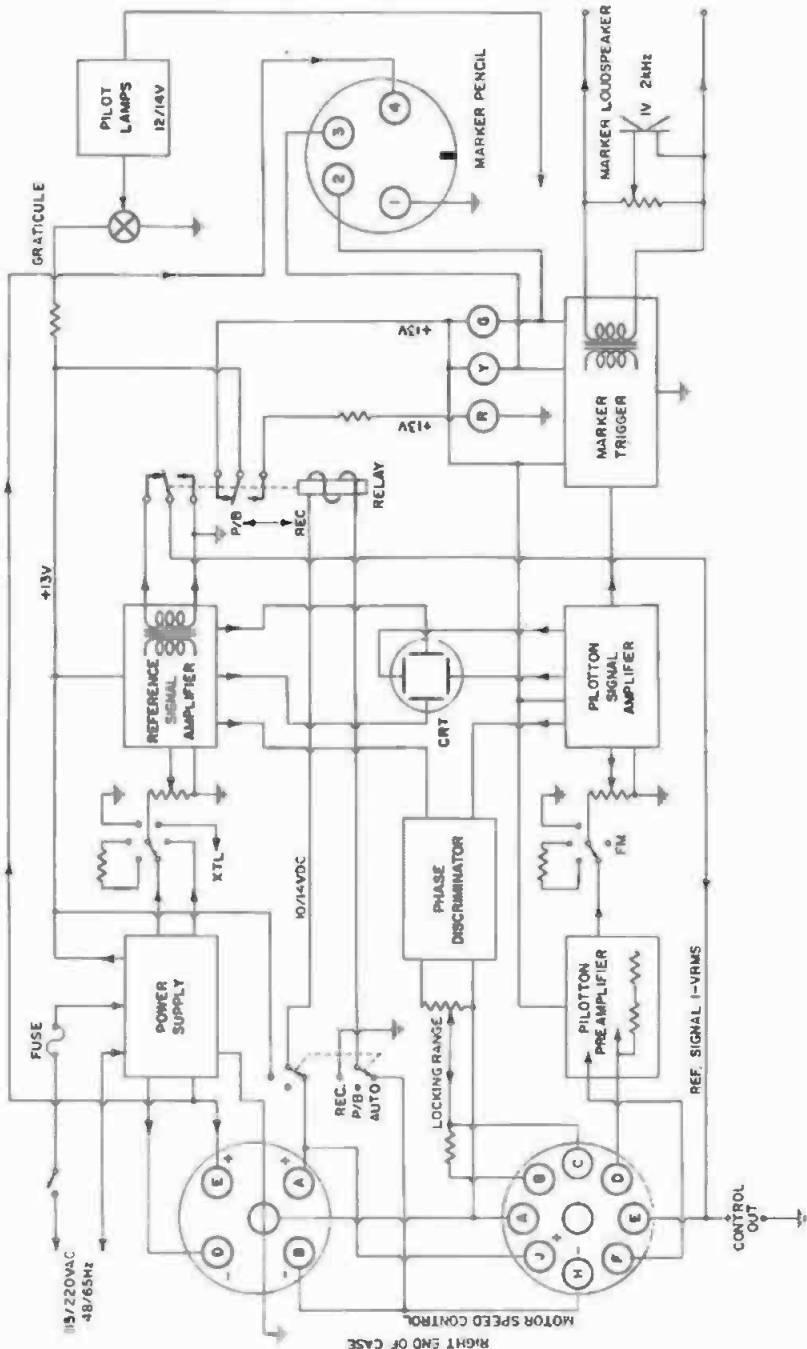 115/220VAC
48/65Hz
FUSE
POWER
SUPPLY
XTL
+13V
REFERENCE
SIGNAL
AMPLIFIER
GRATICULE
PILOT
LAMPS
12/14V
E
+
D
-
A
+
B
-
10/14VDC
REC.
P/B
AUTO
P/B
REC
RELAY
+13V
+13V
R
Y
G
3
4
2
1
MARKER PENCIL
LOCKING RANGE
PHASE
DISCRIMINATOR
CRT
RIGHT END OF CASE
MOTOR SPEED CONTROL
A
B
C
D
E
F
H
J
+
-
PILOTTON
PREAMPLIFIER
FM
PILOTTON
SIGNAL
AMPLIFIER
MARKER
TRIGGER
MARKER LOUDSPEAKER
1V 2kHz
REF. SIGNAL 1-VRMS
CONTROL
OUT